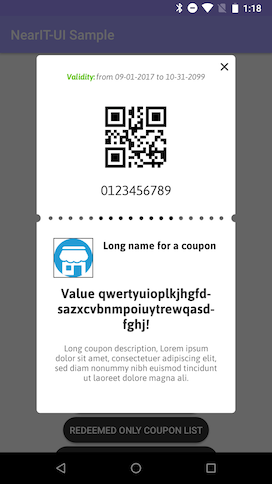 1:18
NearIT-UI Sample
Validity: from 09-01-2017 to 10-31-2099
0123456789
Long name for a coupon
Value qwertyuioplkjhgfd-
sazxcvbnmpoiuytrewqasd-
fghj!
Long coupon description, Lorem ipsum
dolor sit amet, consectetuer adipiscing elit,
sed diam nonummy nibh euismod tincidunt
ut laoreet dolore magna ali.
REDEEMED ONLY COUPON LIST